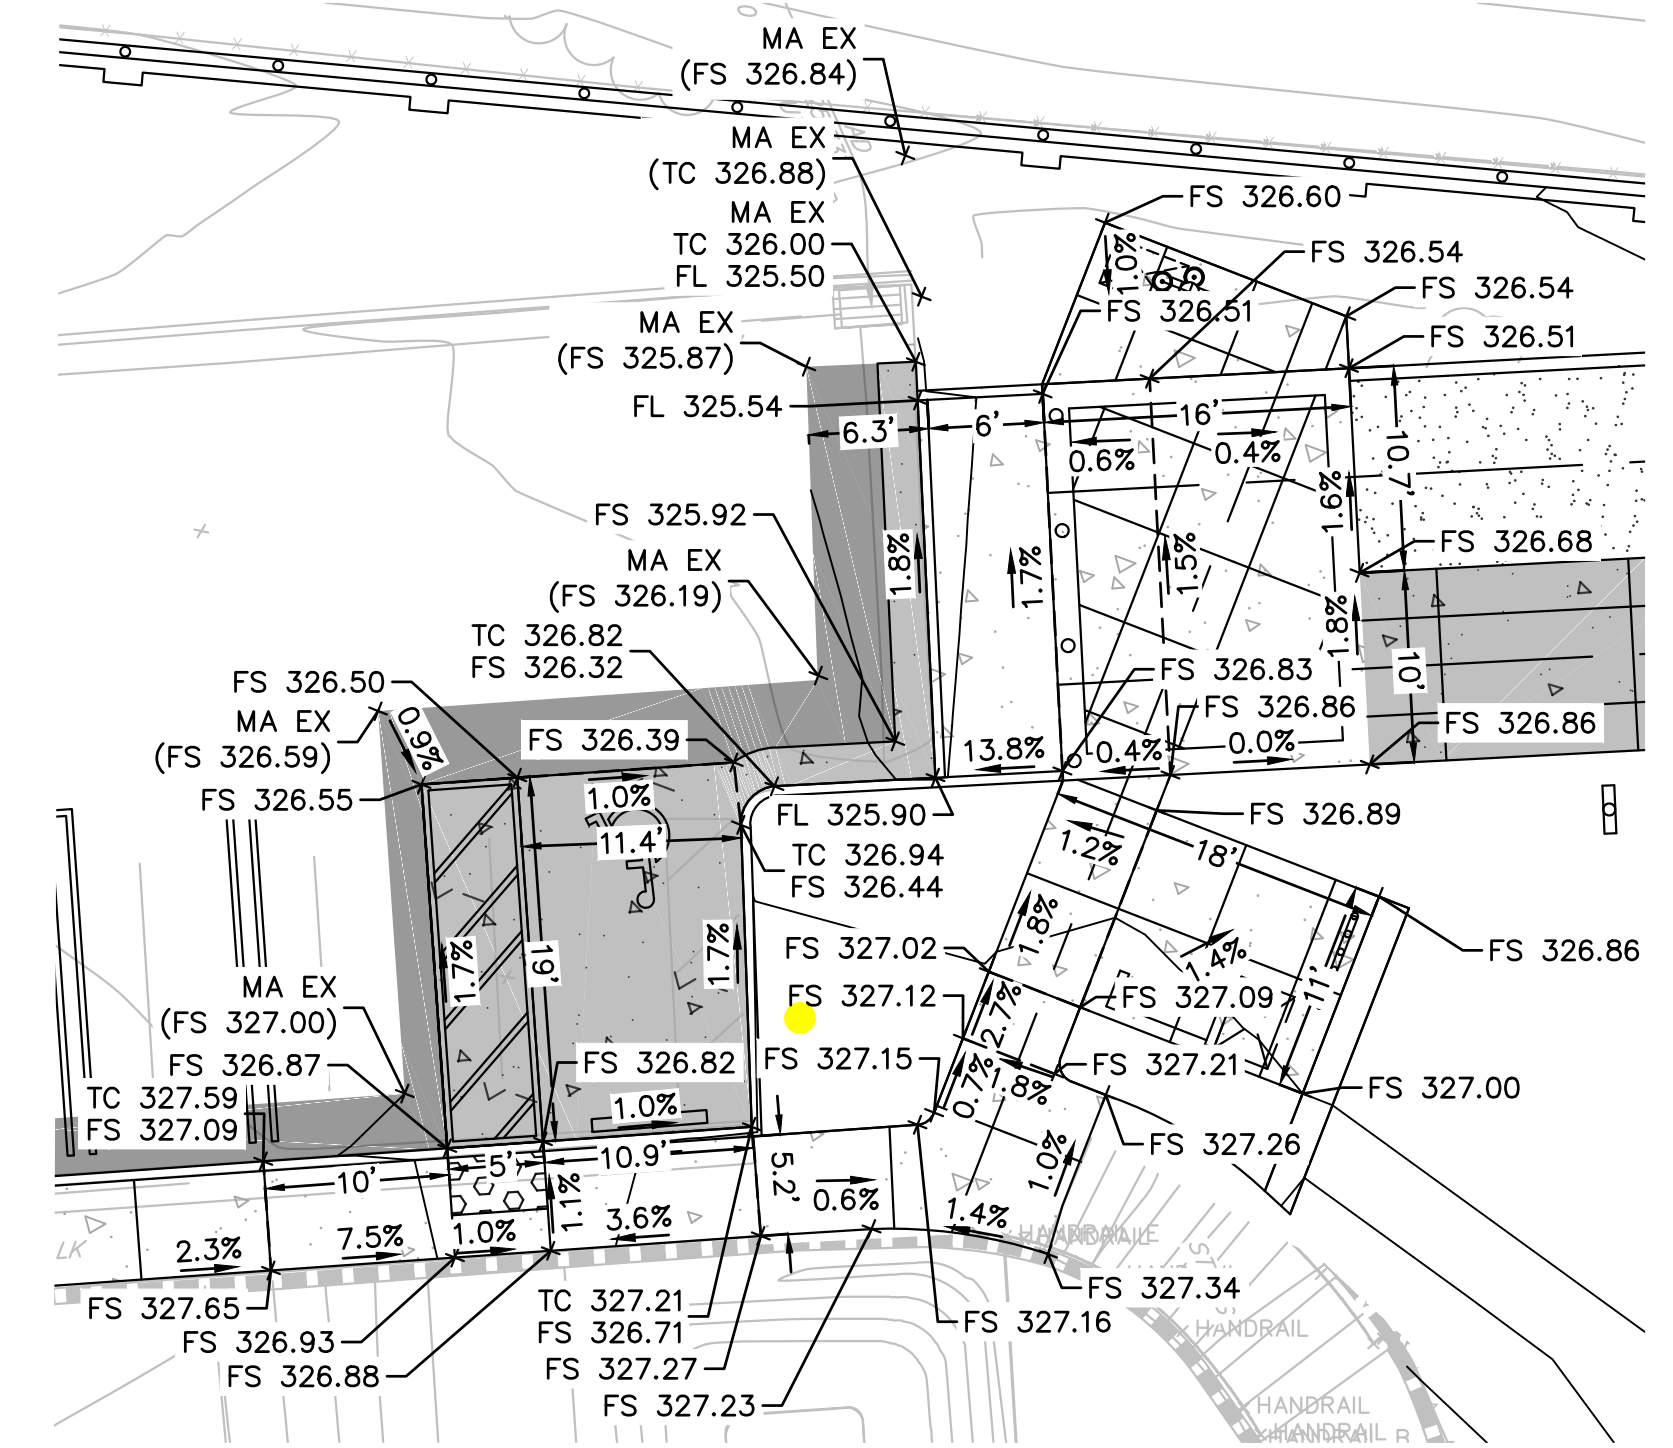 MA EX
(FS 326.84)
MA EX
(TC 326.88)
MA EX
TC 326.00
FL 325.50
FS 326.60
1.0%
FS 326.54
FS 326.54
FS 326.51
FS 326.51
MA EX
(FS 325.87)
FL 325.54
6.3'
6'
16'
0.6%
0.4%
10.7'
1.6%
FS 325.92
1.8%
1.7%
1.5%
FS 326.68
MA EX
(FS 326.19)
TC 326.82
FS 326.32
1.8%
10'
FS 326.50
MA EX
(FS 326.59)
0.9%
FS 326.39
FS 326.83
FS 326.86
FS 326.86
13.8%
0.4%
0.0%
FS 326.55
1.0%
11.4'
FL 325.90
FS 326.89
TC 326.94
FS 326.44
1.2%
18'
1.7%
19'
1.7%
1.8%
FS 327.02
1.4%
FS 326.86
MA EX
(FS 327.00)
FS 327.12
2.7%
FS 327.09
11'
FS 326.87
FS 326.82
FS 327.15
0.7%
1.8%
FS 327.21
FS 327.00
TC 327.59
FS 327.09
1.0%
FS 327.26
10'
5'
10.9'
5.2'
1.0%
0.6%
1.1%
LK
2.3%
7.5%
1.0%
3.6%
1.4%
HANDRAIL
FS 327.65
FS 326.93
FS 326.88
TC 327.21
FS 326.71
FS 327.27
FS 327.23
FS 327.34
FS 327.16
HANDRAIL
HANDRAIL
HANDRAIL
HANDRAIL